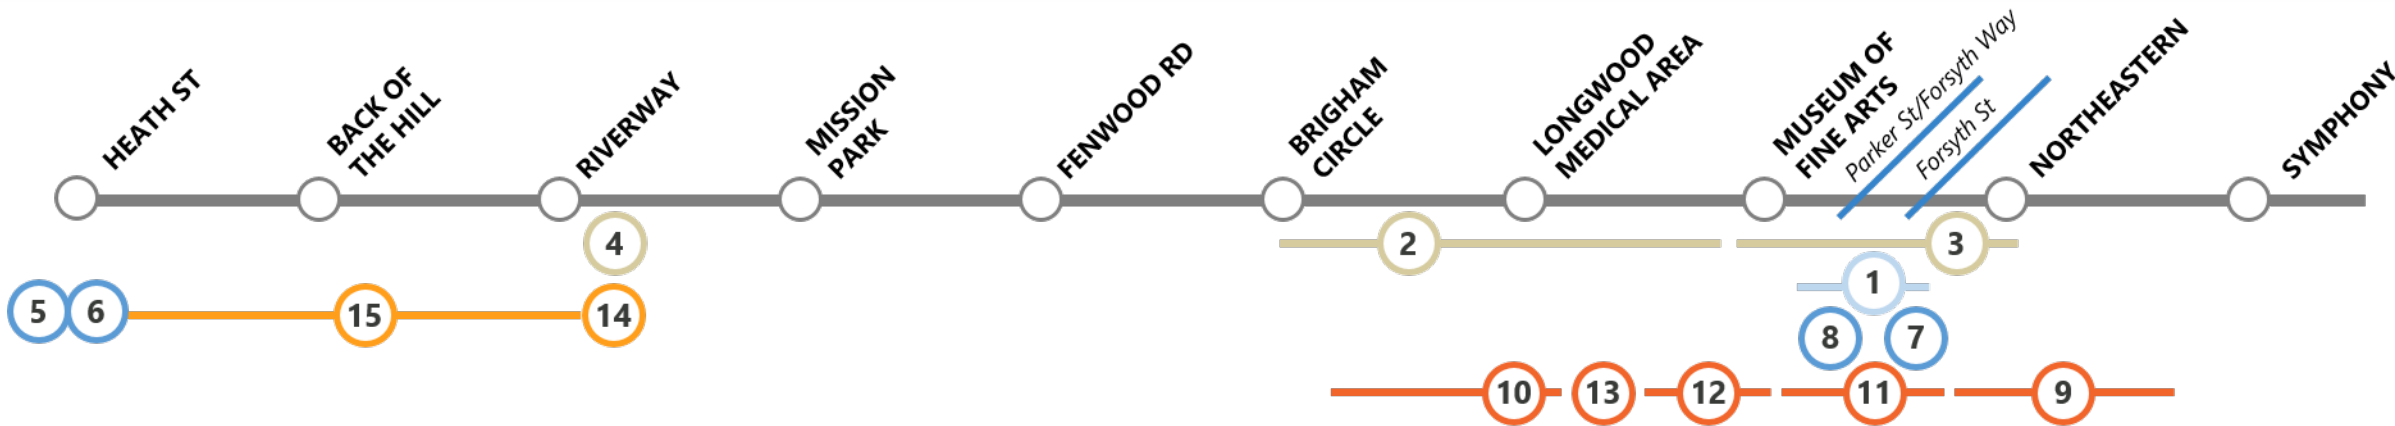 HEATH ST
BACK OF
THE HILL
RIVERWAY
MISSION
PARK
FENWOOD RD
BRIGHAM
CIRCLE
LONGWOOD
MEDICAL AREA
MUSEUM OF
FINE ARTS
Parker St/Forsyth Way
Forsyth St
NORTHEASTERN
SYMPHONY
4
2
3
5
6
15
14
1
8
7
10
13
12
11
9